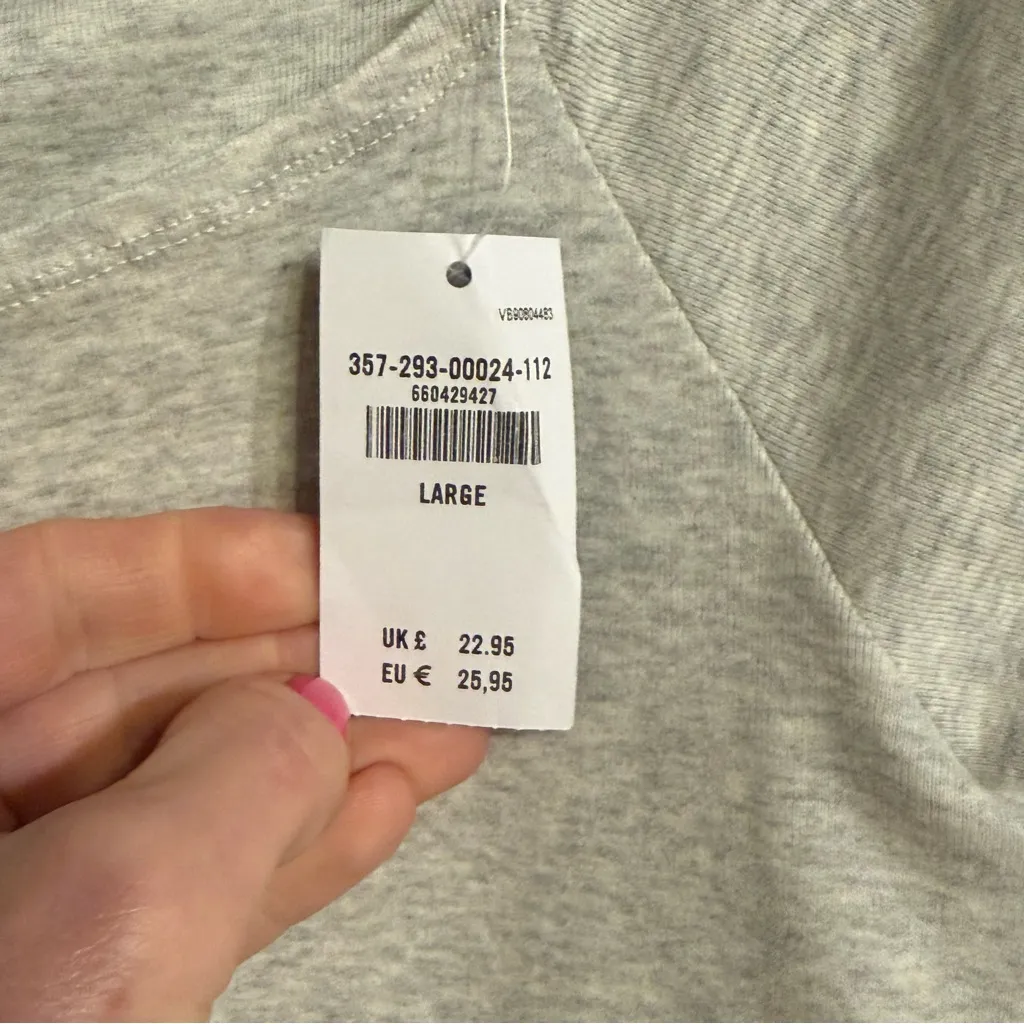 VB90804483
357-293-00024-112
660429427
LARGE
UK £ 22.95
EU € 25,95